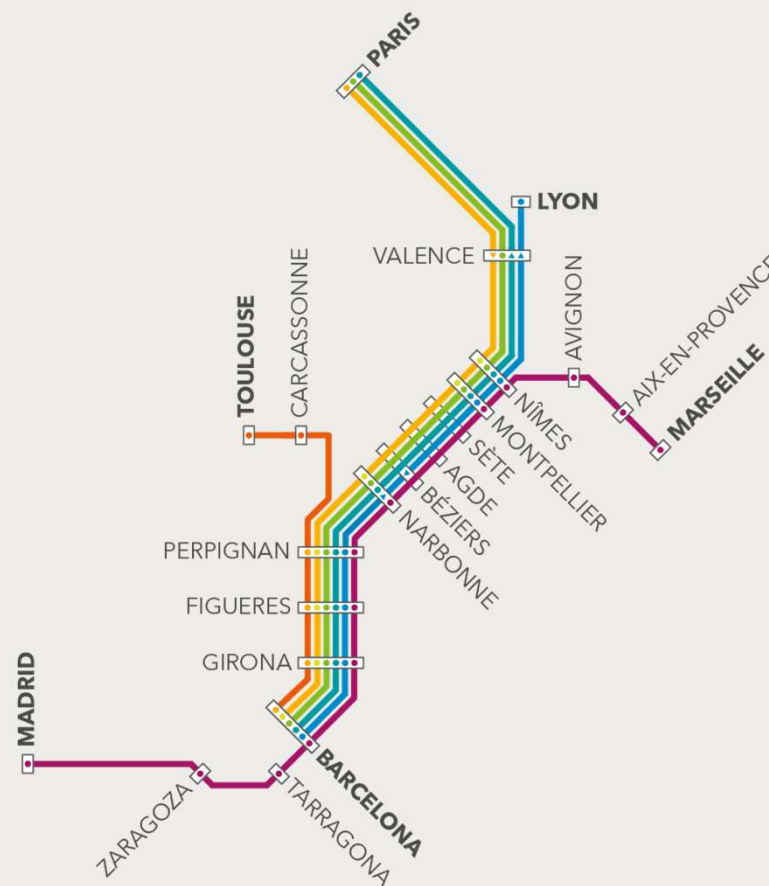 PARIS
LYON
VALENCE
AVIGNON
AIX-EN-PROVENCE
MARSEILLE
TOULOUSE
CARCASSONNE
NÎMES
MONTPELLIER
SÈTE
AGDE
BÉZIERS
NARBONNE
PERPIGNAN
FIGUERES
GIRONA
MADRID
BARCELONA
ZARAGOZA
TARRAGONA